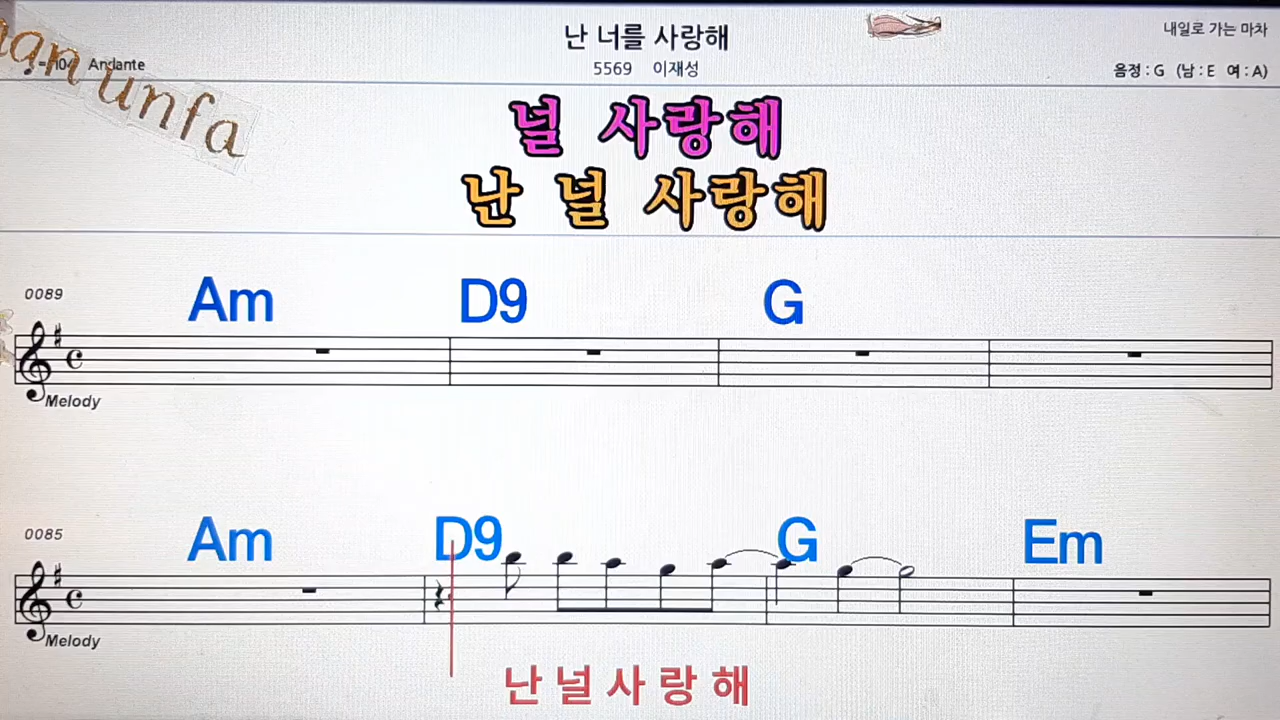 난 너를 사랑해
내일로 가는 마차
Andante
5569 이재성
음정 : G (남 : E 여 : A)
unfa
널 사랑해
난 널 사랑해
0089
Am D9 G
Melody
0085
Am D9 G Em
Melody
난 널 사 랑 해